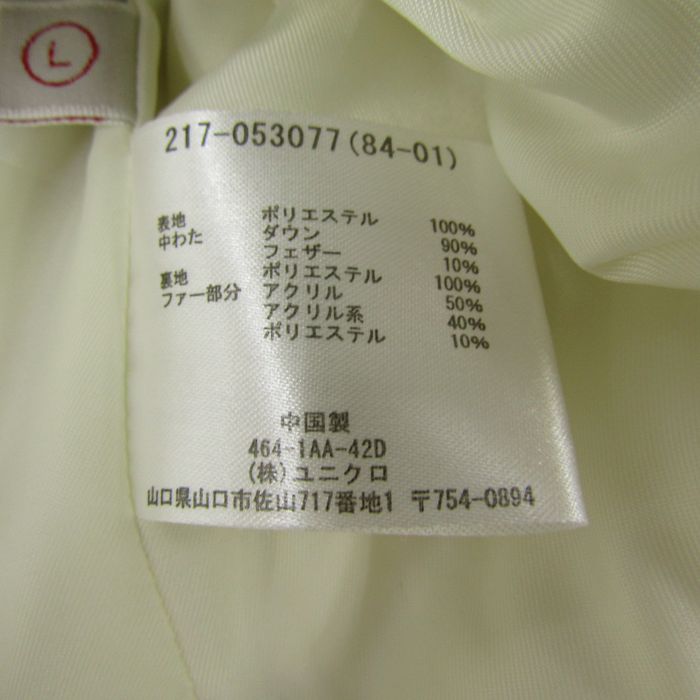 L
217-053077(84-01)
表地 ポリエステル 100%
中わた ダウン 90%
フェザー 10%
裏地 ポリエステル 100%
ファー部分 アクリル 50%
アクリル系 40%
ポリエステル 10%
中国製
464-1AA-42D
(株)ユニクロ
山口県山口市佐山717番地1 〒754-0894